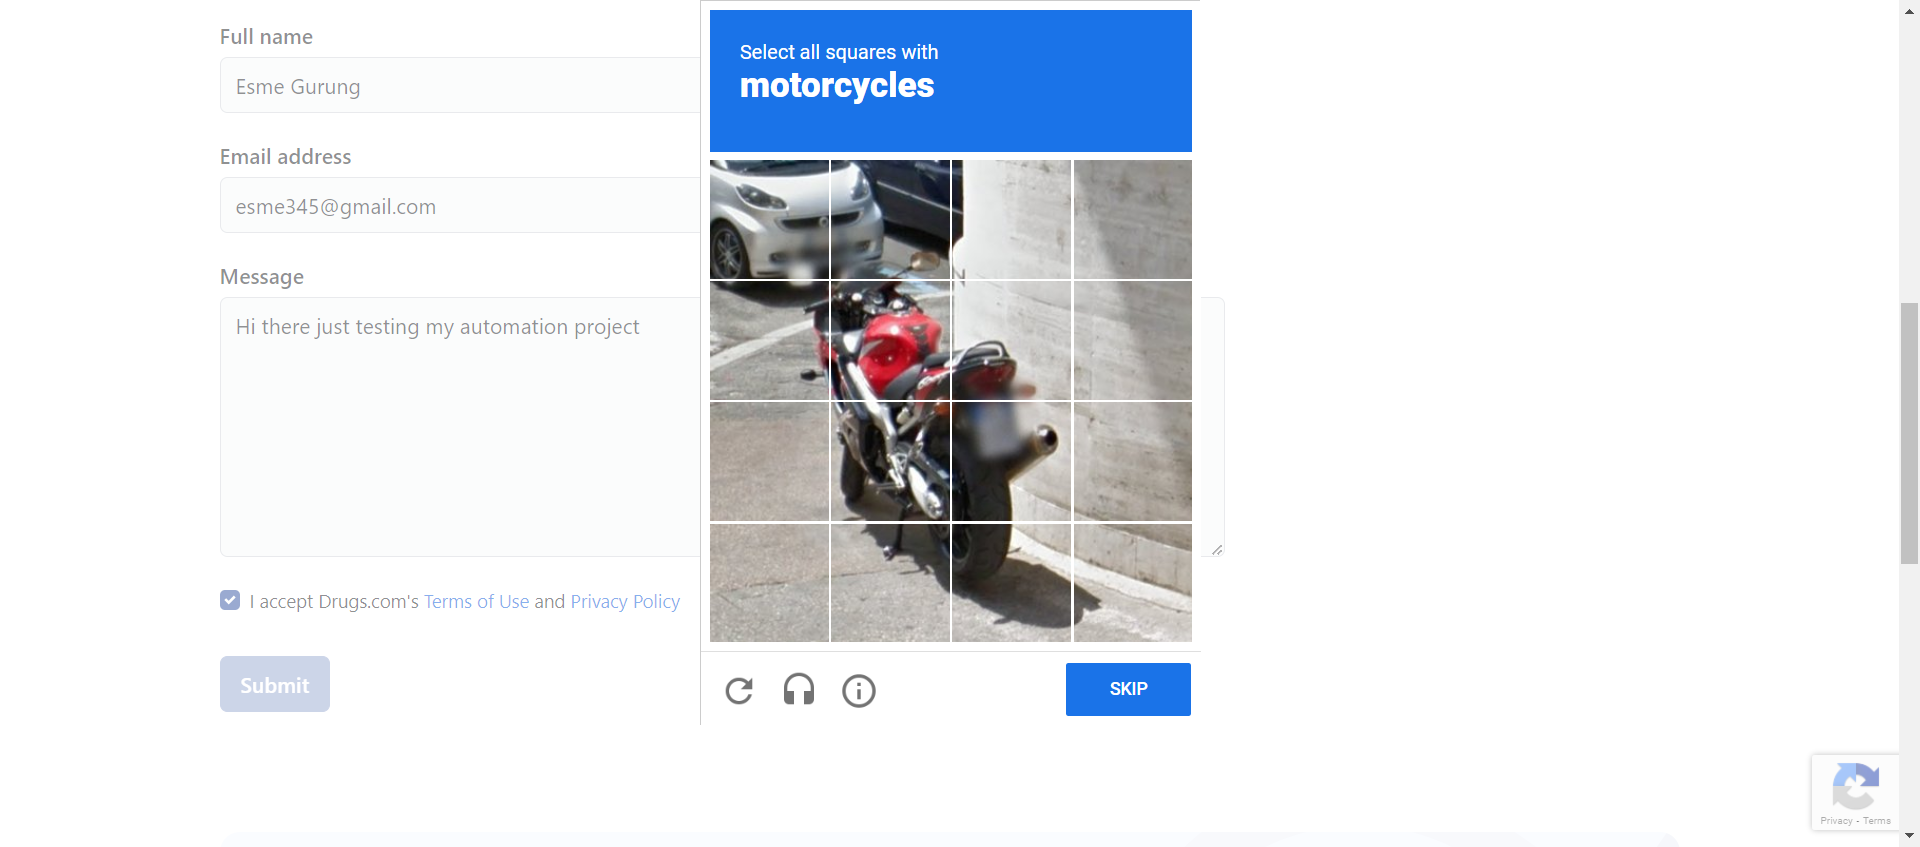 Full name
Esme Gurung
Email address
esme345@gmail.com
Message
Hi there just testing my automation project
I accept Drugs.com's Terms of Use and Privacy Policy
Submit
Select all squares with
motorcycles
SKIP
Privacy - Terms